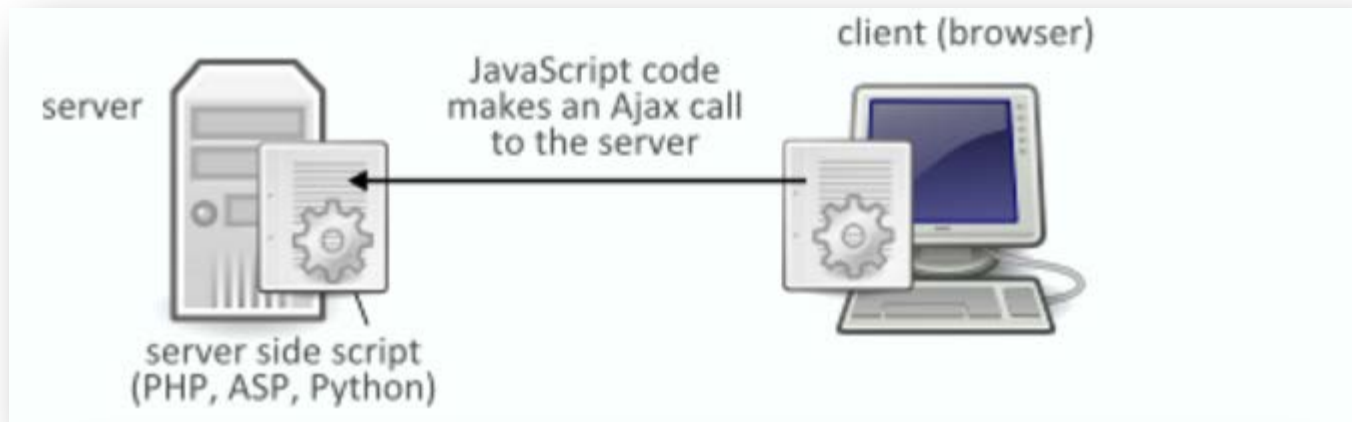 client (browser)
server
JavaScript code
makes an Ajax call
to the server
server side script
(PHP, ASP, Python)